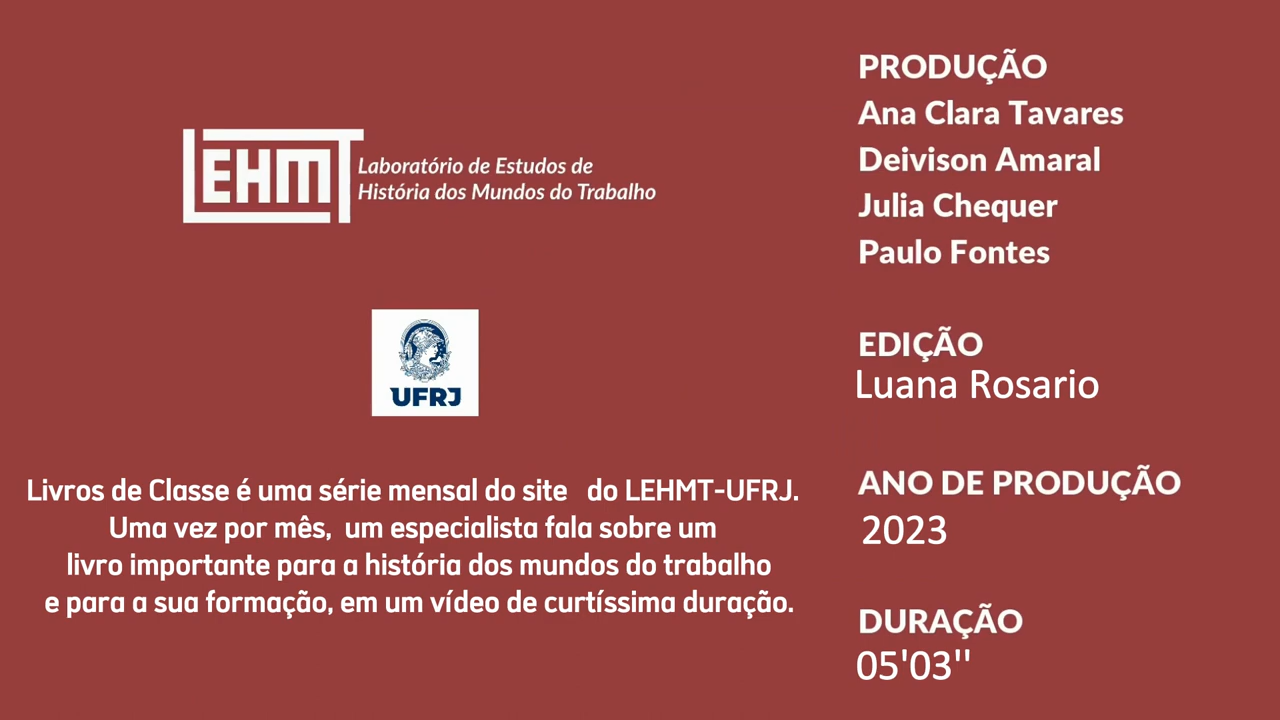 LEHMT
Laboratório de Estudos de
História dos Mundos do Trabalho
UFRJ
Livros de Classe é uma série mensal do site do LEHMT-UFRJ.
Uma vez por mês, um especialista fala sobre um
livro importante para a história dos mundos do trabalho
e para a sua formação, em um vídeo de curtíssima duração.
PRODUÇÃO
Ana Clara Tavares
Deivison Amaral
Julia Chequer
Paulo Fontes
EDIÇÃO
Luana Rosario
ANO DE PRODUÇÃO
2023
DURAÇÃO
05'03''